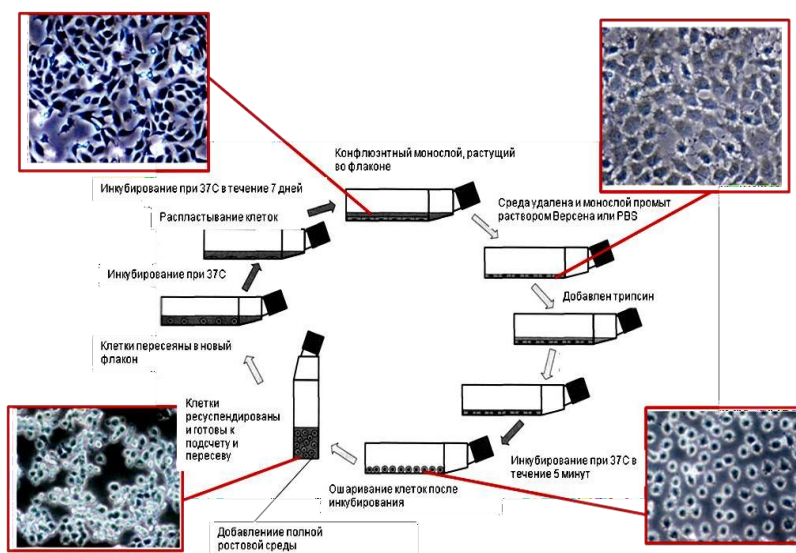 Конфлюэнтный монослой, растущий
во флаконе
Инкубирование при 37С в течение 7 дней
Среда удалена и монослой промыт
раствором Версена или PBS
Распластывание клеток
Инкубирование при 37С
Добавлен трипсин
Клетки пересеяны в новый
флакон
Клетки
ресуспендированы
и готовы к
подсчету и
пересеву
Инкубирование при 37С в
течение 5 минут
Ошаривание клеток после
инкубирования
Добавлениие полной
ростовой среды